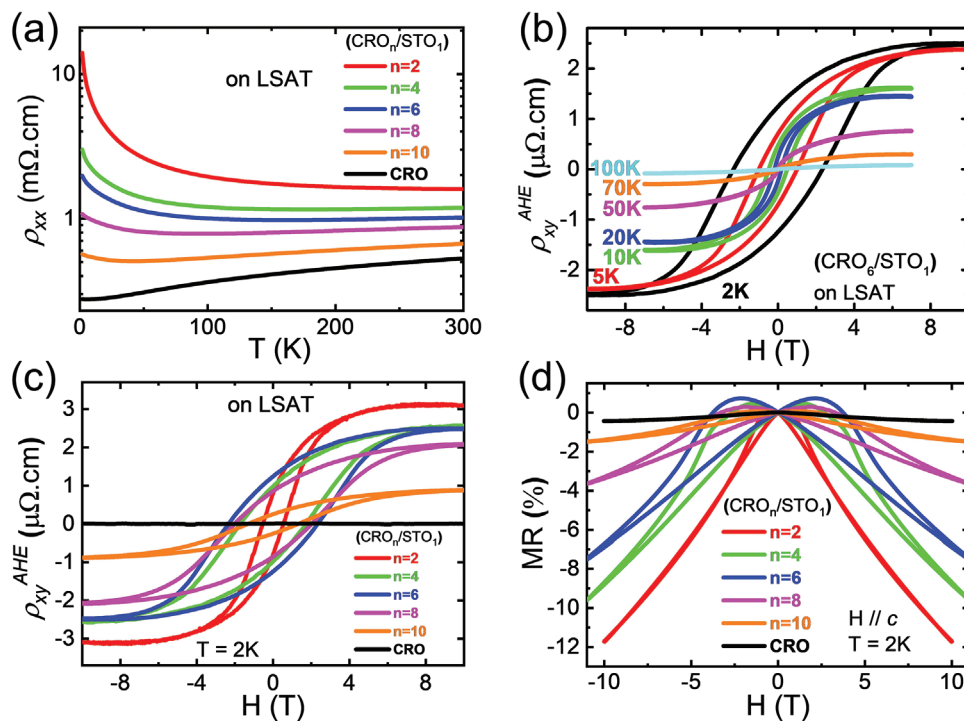 (a)
(CROn/STO1)
on LSAT
n=2
n=4
n=6
n=8
n=10
CRO
10
1
ρxx (mΩ.cm)
0 100 200 300
T (K)
(b)
2
1
0
-1
-2
ρxy^AHE (μΩ.cm)
100K
70K
50K
20K
10K
5K
2K
(CRO6/STO1)
on LSAT
-8 -4 0 4 8
H (T)
(c)
on LSAT
3
2
1
0
-1
-2
-3
ρxy^AHE (μΩ.cm)
(CROn/STO1)
n=2
n=4
n=6
n=8
n=10
CRO
T = 2K
-8 -4 0 4 8
H (T)
(d)
0
-2
-4
-6
-8
-10
-12
MR (%)
(CROn/STO1)
n=2
n=4
n=6
n=8
n=10
CRO
H // c
T = 2K
-10 -5 0 5 10
H (T)